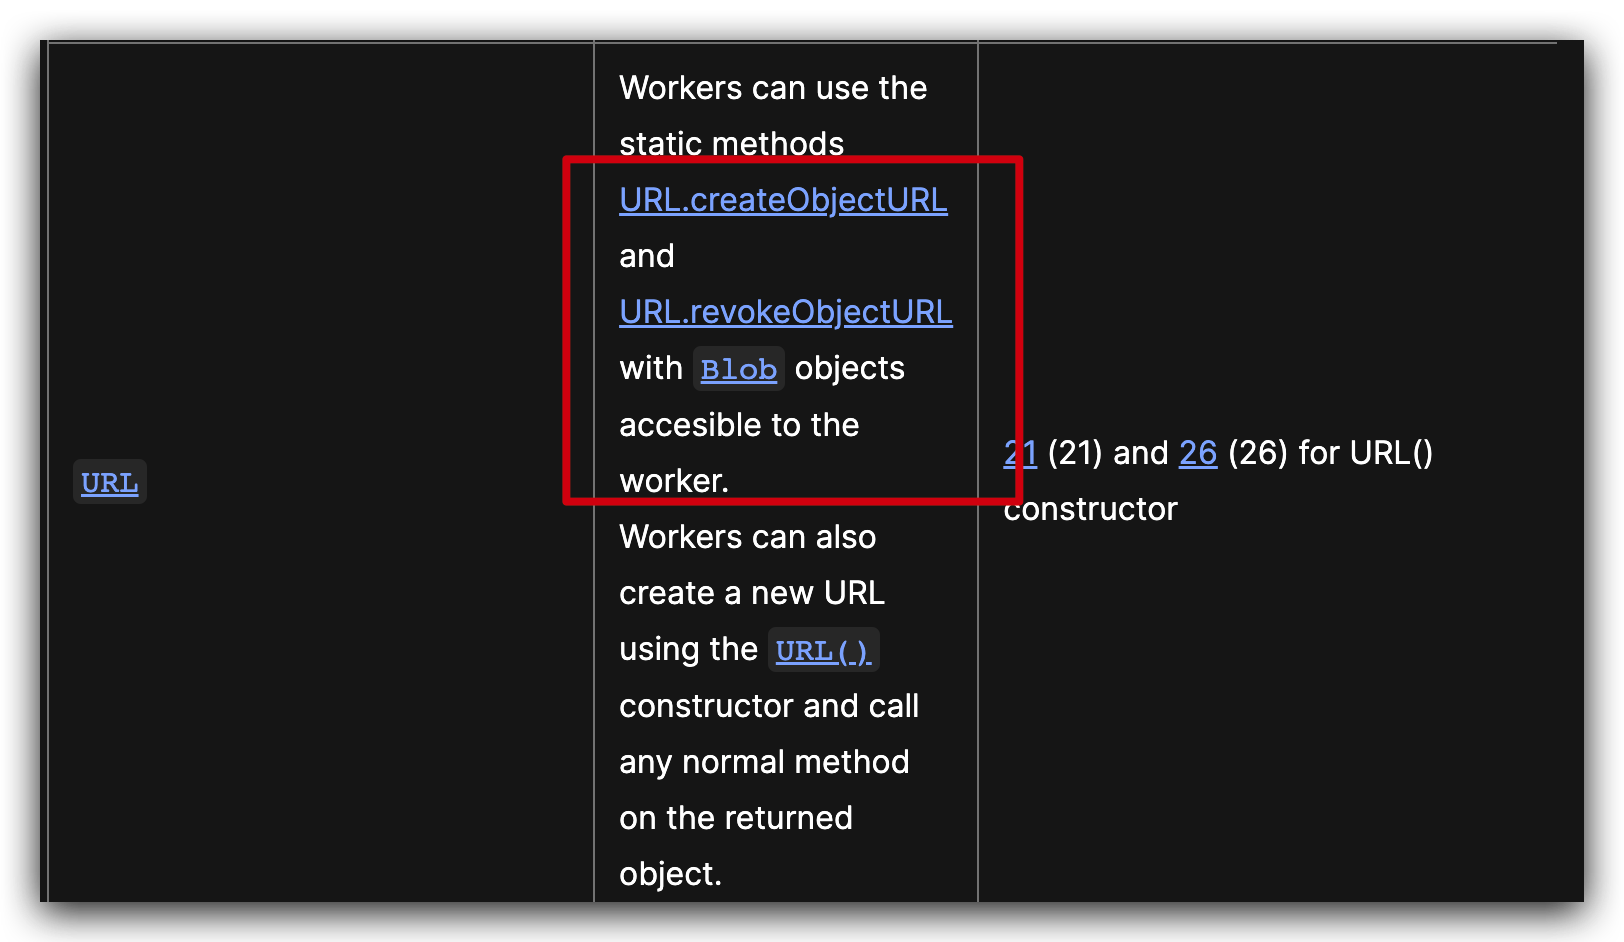 URL
Workers can use the
static methods
URL.createObjectURL
and
URL.revokeObjectURL
with Blob objects
accesible to the
worker.
Workers can also
create a new URL
using the URL()
constructor and call
any normal method
on the returned
object.
21 (21) and 26 (26) for URL()
constructor